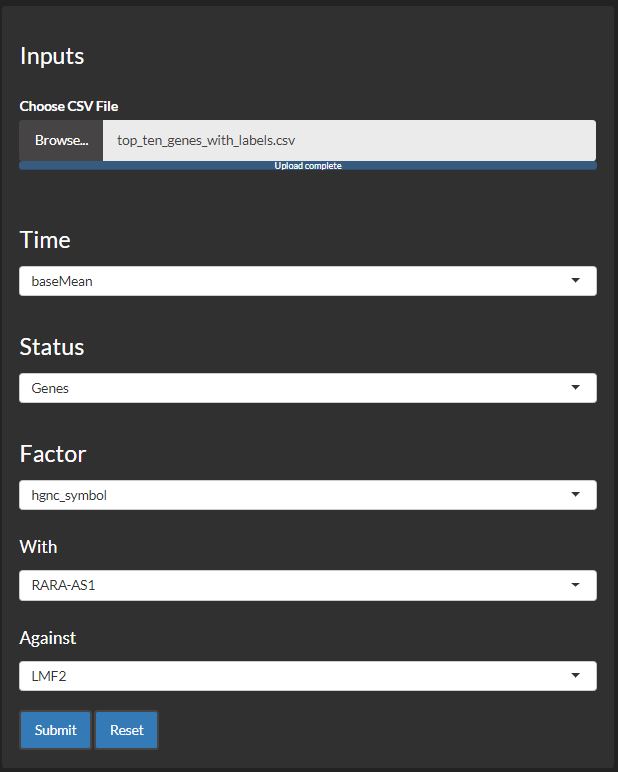 Inputs
Choose CSV File
Browse... top_ten_genes_with_labels.csv
Upload complete
Time
baseMean
Status
Genes
Factor
hgnc_symbol
With
RARA-AS1
Against
LMF2
Submit Reset